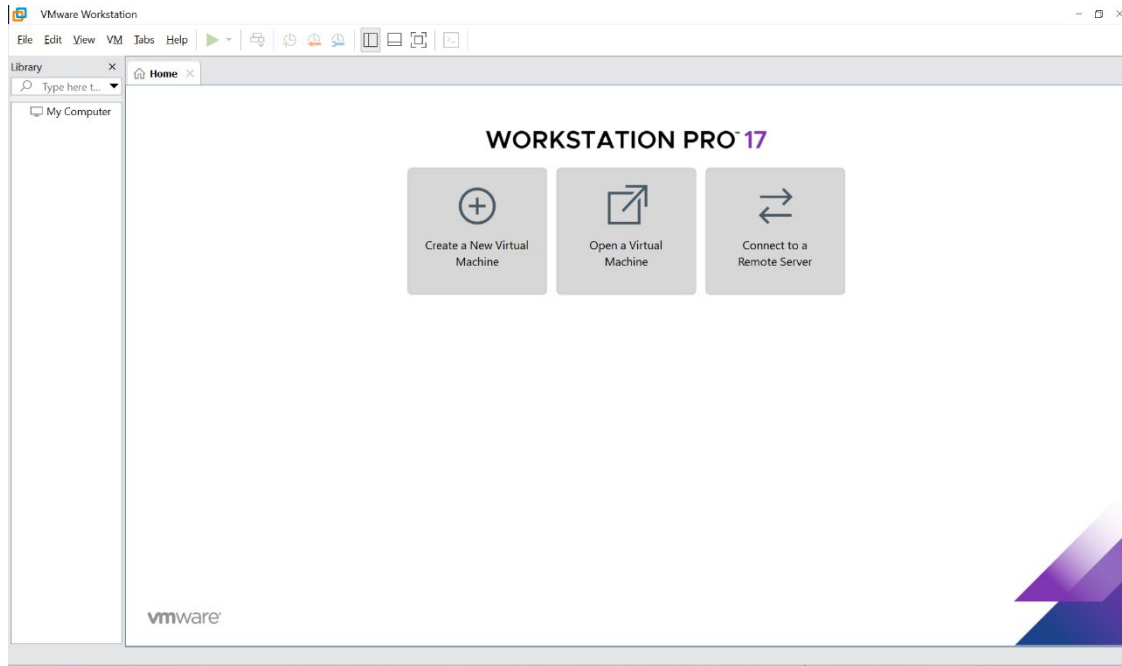 VMware Workstation
File Edit View VM Tabs Help
Library
Home
Type here t...
My Computer
WORKSTATION PRO™ 17
Create a New Virtual
Machine
Open a Virtual
Machine
Connect to a
Remote Server
vmware®